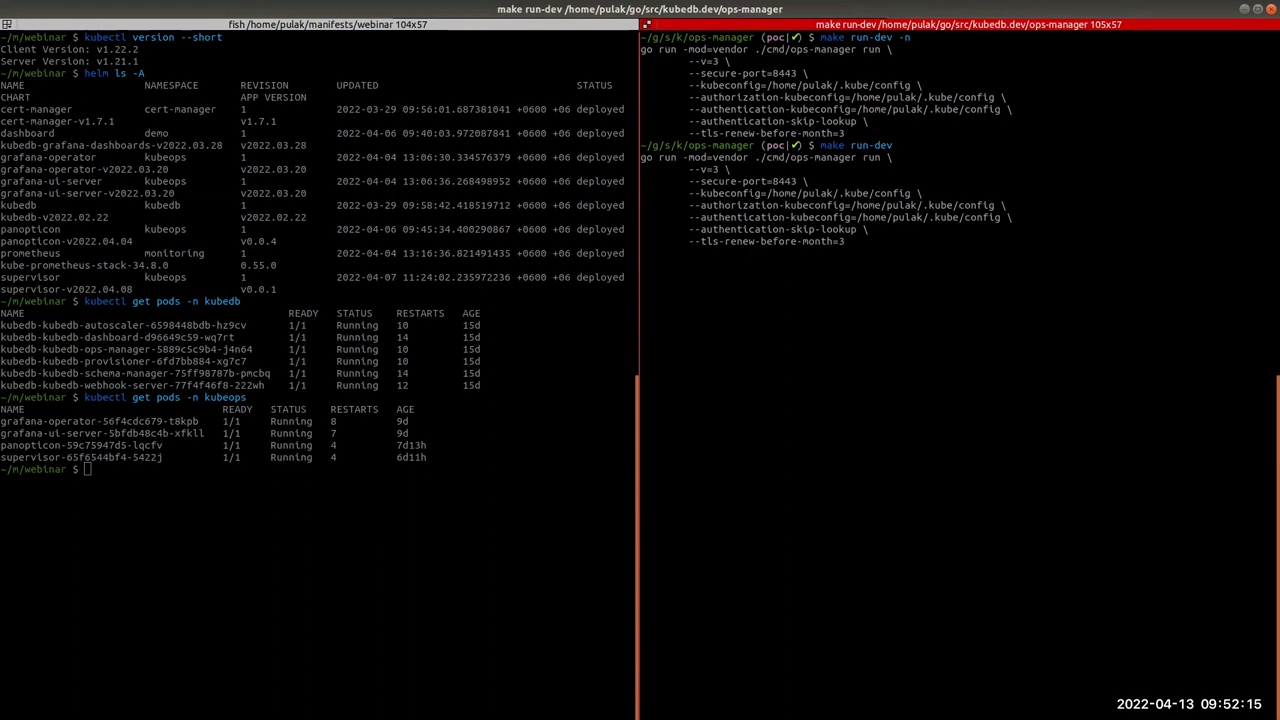 make run-dev /home/pulak/go/src/kubedb.dev/ops-manager
fish /home/pulak/manifests/webinar 104x57
~/m/webinar $ kubectl version --short
Client Version: v1.22.2
Server Version: v1.21.1
~/m/webinar $ helm ls -A
NAME NAMESPACE REVISION UPDATED STATUS
CHART APP VERSION
cert-manager cert-manager 1 2022-03-29 09:56:01.687381041 +0600 +06 deployed
cert-manager-v1.7.1 v1.7.1
dashboard demo 1 2022-04-06 09:40:03.972087841 +0600 +06 deployed
kubedb-grafana-dashboards-v2022.03.28 v2022.03.28
grafana-operator kubeops 1 2022-04-04 13:06:30.334576379 +0600 +06 deployed
grafana-operator-v2022.03.20 v2022.03.20
grafana-ui-server kubeops 1 2022-04-04 13:06:36.268498952 +0600 +06 deployed
grafana-ui-server-v2022.03.20 v2022.03.20
kubedb kubedb 1 2022-03-29 09:58:42.418519712 +0600 +06 deployed
kubedb-v2022.02.22 v2022.02.22
panopticon kubeops 1 2022-04-06 09:45:34.400290867 +0600 +06 deployed
panopticon-v2022.04.04 v0.0.4
prometheus monitoring 1 2022-04-04 13:16:36.821491435 +0600 +06 deployed
kube-prometheus-stack-34.8.0 0.55.0
supervisor kubeops 1 2022-04-07 11:24:02.235972236 +0600 +06 deployed
supervisor-v2022.04.08 v0.0.1
~/m/webinar $ kubectl get pods -n kubedb
NAME READY STATUS RESTARTS AGE
kubedb-kubedb-autoscaler-6598448bdb-hz9cv 1/1 Running 10 15d
kubedb-kubedb-dashboard-d96649c59-wq7rt 1/1 Running 14 15d
kubedb-kubedb-ops-manager-5889c5c9b4-j4n64 1/1 Running 10 15d
kubedb-kubedb-provisioner-6fd7bb884-xg7c7 1/1 Running 10 15d
kubedb-kubedb-schema-manager-75ff98787b-pmcbq 1/1 Running 14 15d
kubedb-kubedb-webhook-server-77f4f46f8-222wh 1/1 Running 12 15d
~/m/webinar $ kubectl get pods -n kubeops
NAME READY STATUS RESTARTS AGE
grafana-operator-56f4cdc679-t8kpb 1/1 Running 8 9d
grafana-ui-server-5bfdb48c4b-xfkll 1/1 Running 7 9d
panopticon-59c75947d5-lqcfv 1/1 Running 4 7d13h
supervisor-65f6544bf4-5422j 1/1 Running 4 6d11h
~/m/webinar $
make run-dev /home/pulak/go/src/kubedb.dev/ops-manager 105x57
~/g/s/k/ops-manager (poc|✔) $ make run-dev -n
go run -mod=vendor ./cmd/ops-manager run \
--v=3 \
--secure-port=8443 \
--kubeconfig=/home/pulak/.kube/config \
--authorization-kubeconfig=/home/pulak/.kube/config \
--authentication-kubeconfig=/home/pulak/.kube/config \
--authentication-skip-lookup \
--tls-renew-before-month=3
~/g/s/k/ops-manager (poc|✔) $ make run-dev
go run -mod=vendor ./cmd/ops-manager run \
--v=3 \
--secure-port=8443 \
--kubeconfig=/home/pulak/.kube/config \
--authorization-kubeconfig=/home/pulak/.kube/config \
--authentication-kubeconfig=/home/pulak/.kube/config \
--authentication-skip-lookup \
--tls-renew-before-month=3
2022-04-13 09:52:15